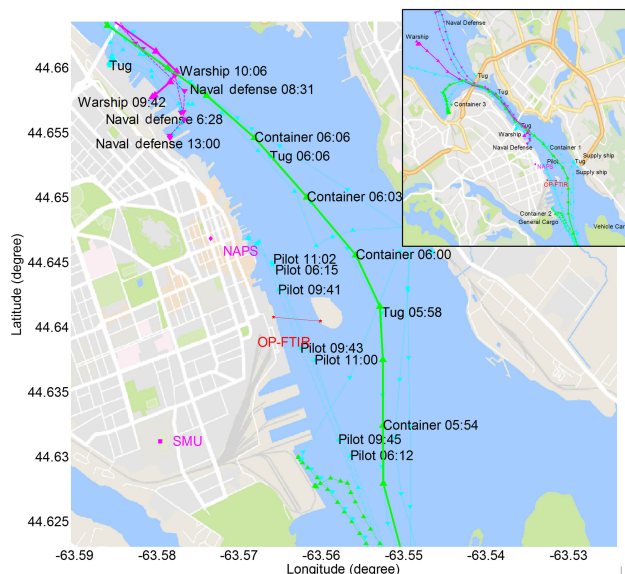 44.66
44.655
44.65
44.645
44.64
44.635
44.63
44.625
Latitude (degree)
-63.59
-63.58
-63.57
-63.56
-63.55
-63.54
-63.53
Longitude (degree)
Tug
Warship 10:06
Naval defense 08:31
Warship 09:42
Naval defense 6:28
Naval defense 13:00
Container 06:06
Tug 06:06
Container 06:03
NAPS
Container 06:00
Pilot 11:02
Pilot 06:15
Pilot 09:41
Tug 05:58
OP-FTIR
Pilot 09:43
Pilot 11:00
SMU
Container 05:54
Pilot 09:45
Pilot 06:12
Naval Defense
Warship
Tug
Tug
Container 3
Tug
Warship
Naval Defense
Container 1
Supply ship
Pilot
NAPS
Supply ship
OP-FTIR
Container 2
General Cargo
Vehicle Car